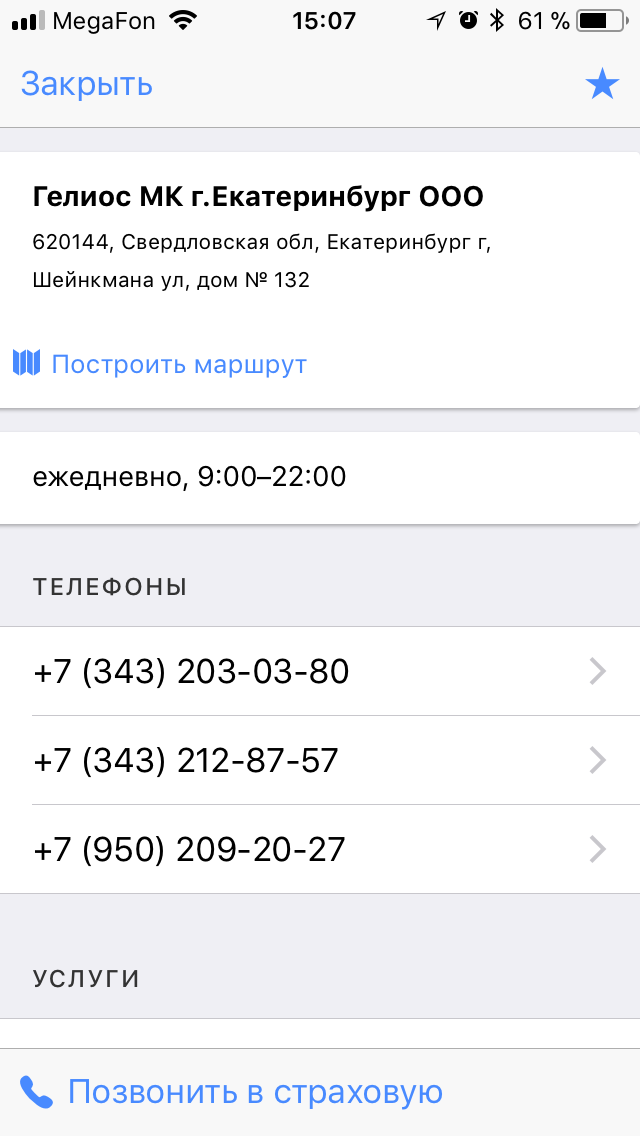 MegaFon 15:07 61 %
Закрыть
Гелиос МК г.Екатеринбург ООО
620144, Свердловская обл, Екатеринбург г,
Шейнкмана ул, дом № 132
Построить маршрут
ежедневно, 9:00–22:00
ТЕЛЕФОНЫ
+7 (343) 203-03-80
+7 (343) 212-87-57
+7 (950) 209-20-27
УСЛУГИ
Позвонить в страховую